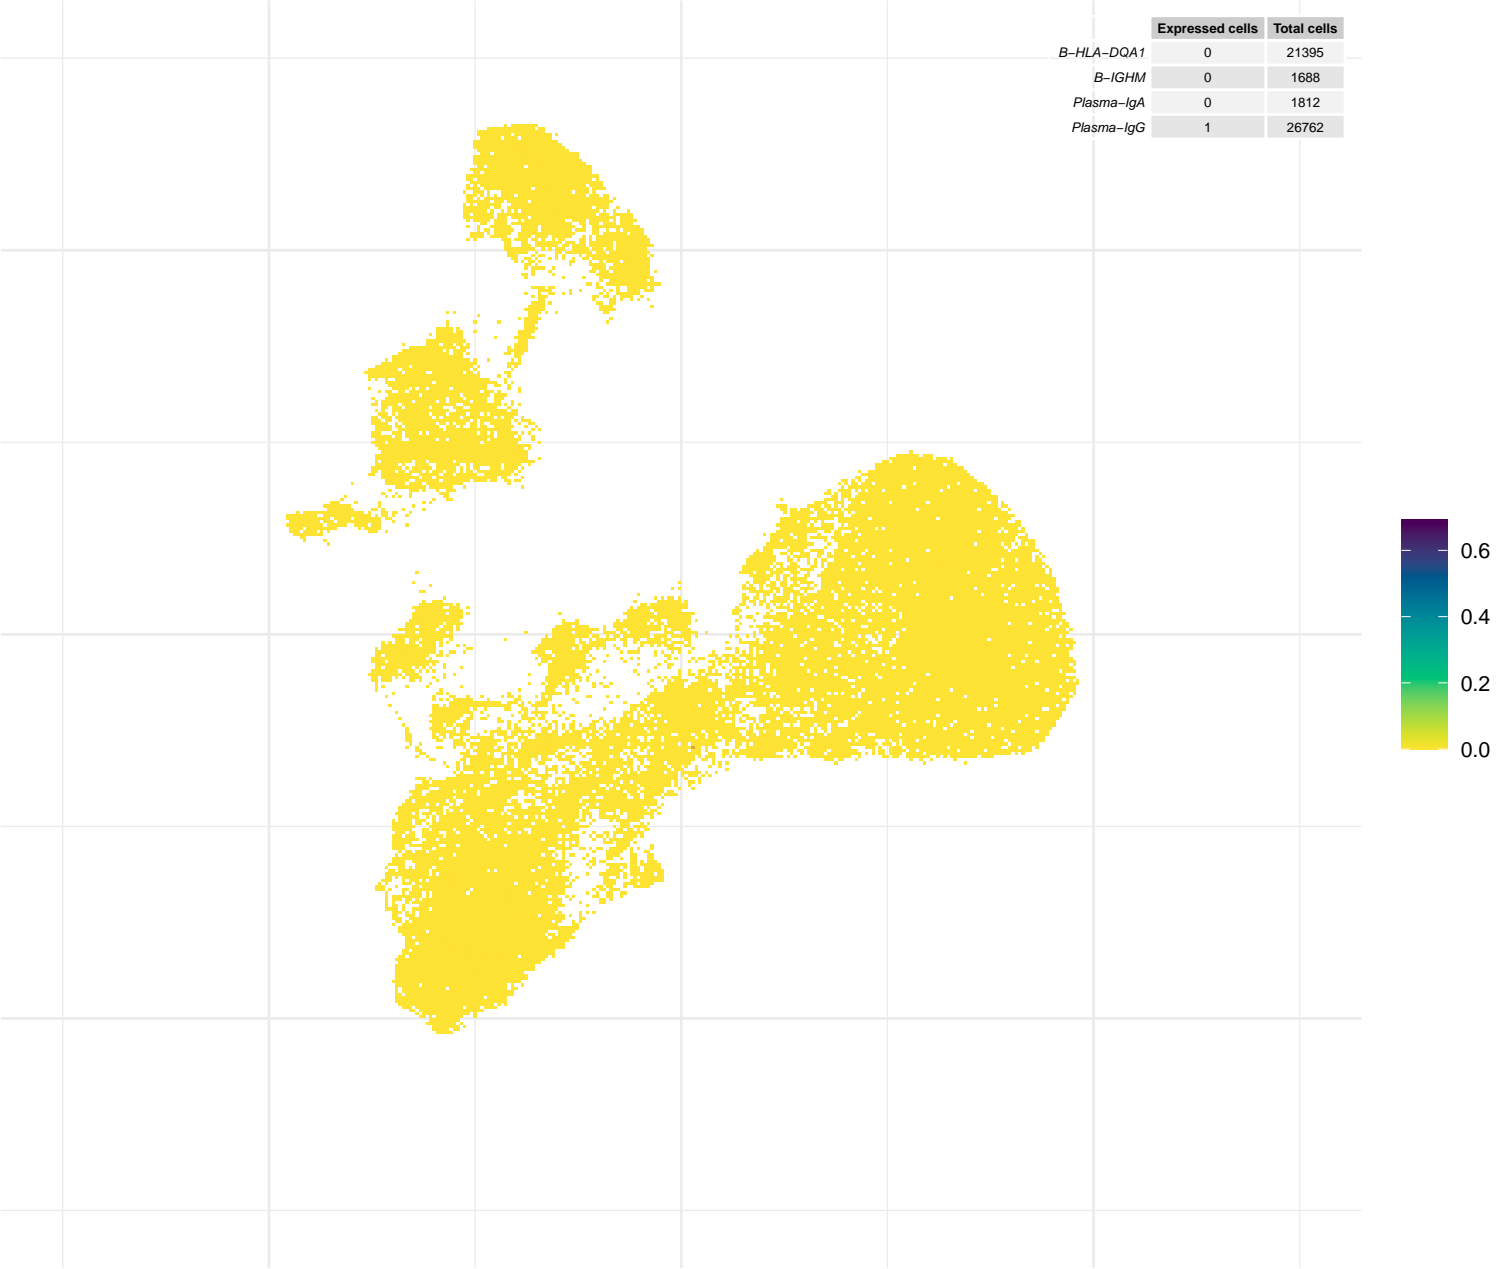 Expressed cells Total cells
B−HLA−DQA1 0 21395
B−IGHM 0 1688
Plasma−IgA 0 1812
Plasma−IgG 1 26762
0.6
0.4
0.2
0.0